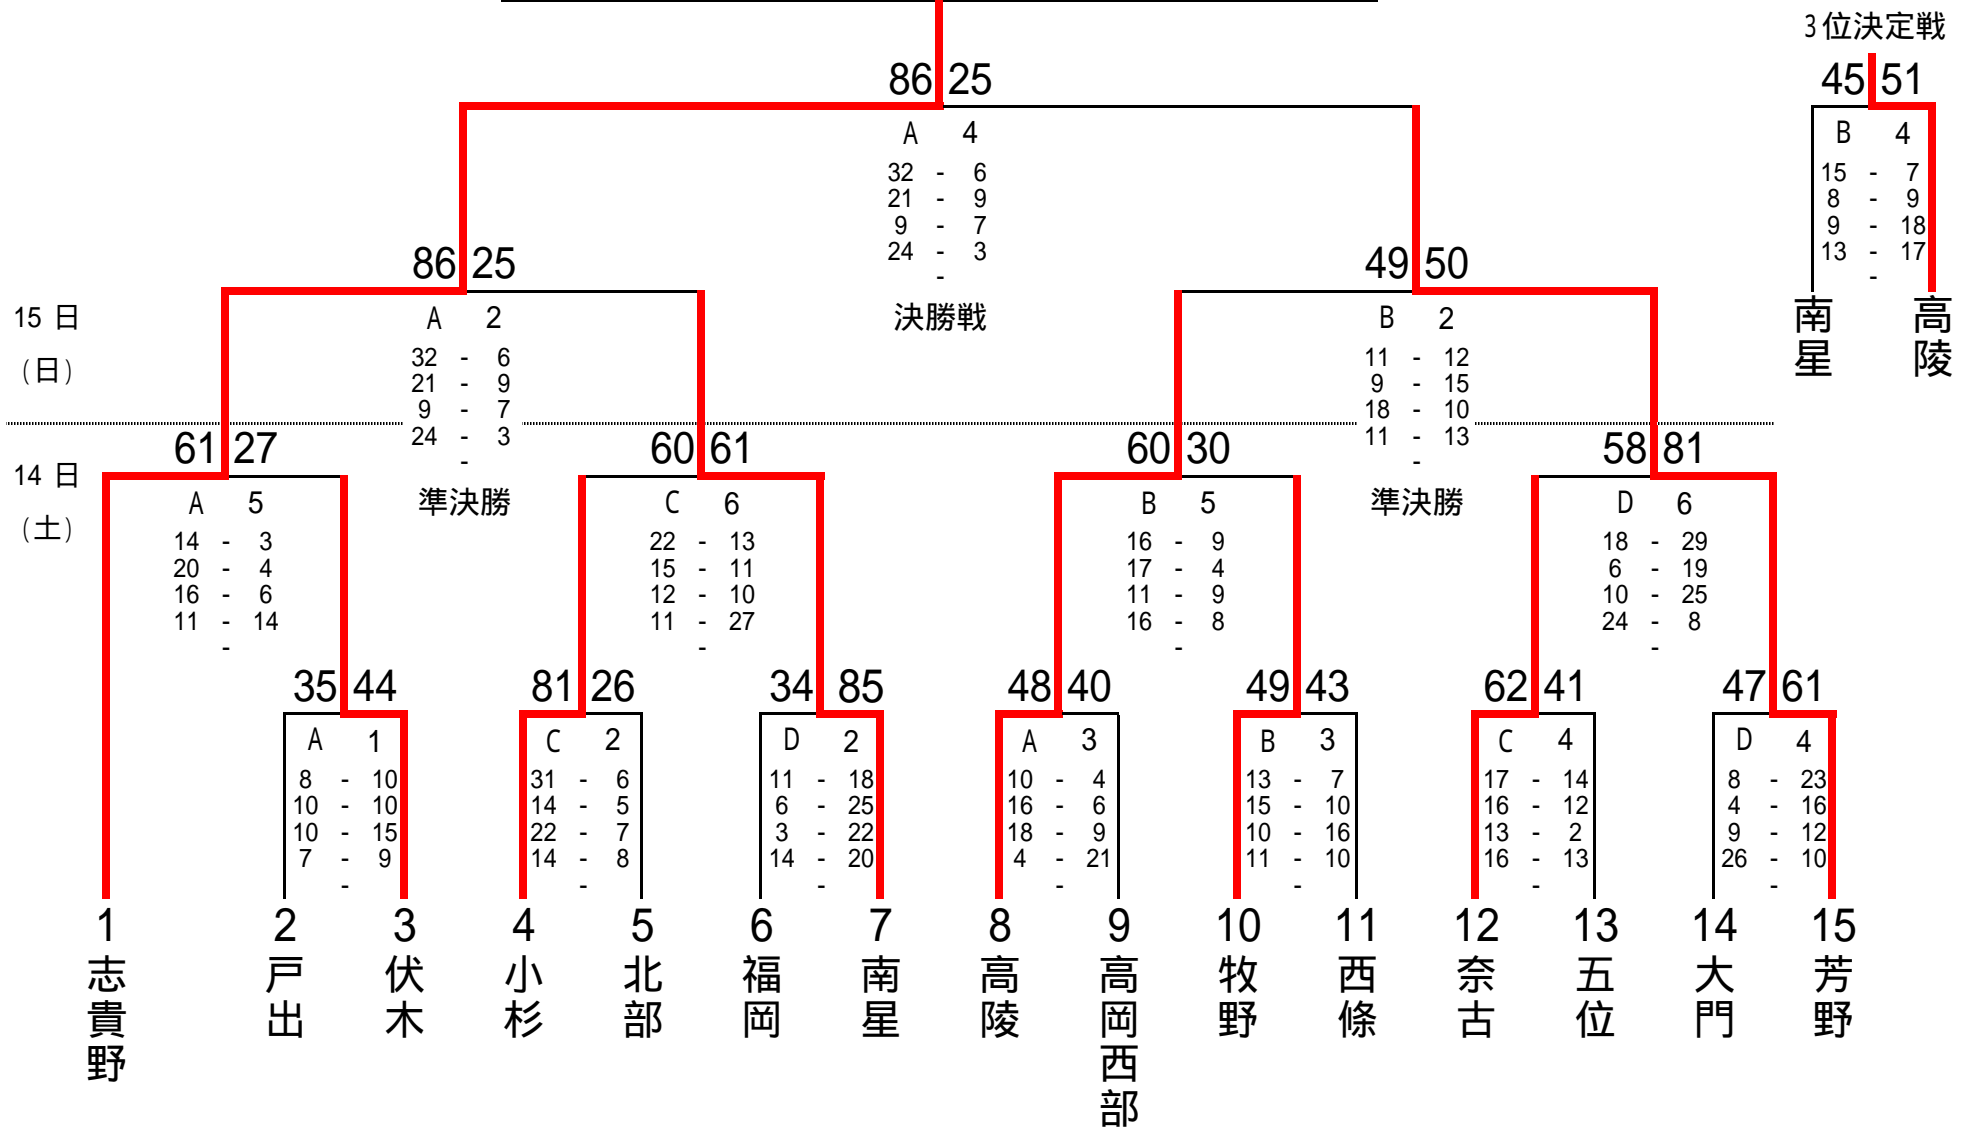 3位決定戦
86 25
45 51
A 4
32 - 6
21 - 9
9 - 7
24 - 3
-
決勝戦
B 4
15 - 7
8 - 9
9 - 18
13 - 17
-
南星
高陵
15 日
(日)
86 25
A 2
32 - 6
21 - 9
9 - 7
24 - 3
-
準決勝
49 50
B 2
11 - 12
9 - 15
18 - 10
11 - 13
-
準決勝
14 日
(土)
61 27
A 5
14 - 3
20 - 4
16 - 6
11 - 14
-
60 61
C 6
22 - 13
15 - 11
12 - 10
11 - 27
-
60 30
B 5
16 - 9
17 - 4
11 - 9
16 - 8
-
58 81
D 6
18 - 29
6 - 19
10 - 25
24 - 8
-
35 44
A 1
8 - 10
10 - 10
10 - 15
7 - 9
-
81 26
C 2
31 - 6
14 - 5
22 - 7
14 - 8
-
34 85
D 2
11 - 18
6 - 25
3 - 22
14 - 20
-
48 40
A 3
10 - 4
16 - 6
18 - 9
4 - 21
-
49 43
B 3
13 - 7
15 - 10
10 - 16
11 - 10
-
62 41
C 4
17 - 14
16 - 12
13 - 2
16 - 13
-
47 61
D 4
8 - 23
4 - 16
9 - 12
26 - 10
-
1 志貴野
2 戸出
3 伏木
4 小杉
5 北部
6 福岡
7 南星
8 高陵
9 高岡西部
10 牧野
11 西條
12 奈古
13 五位
14 大門
15 芳野